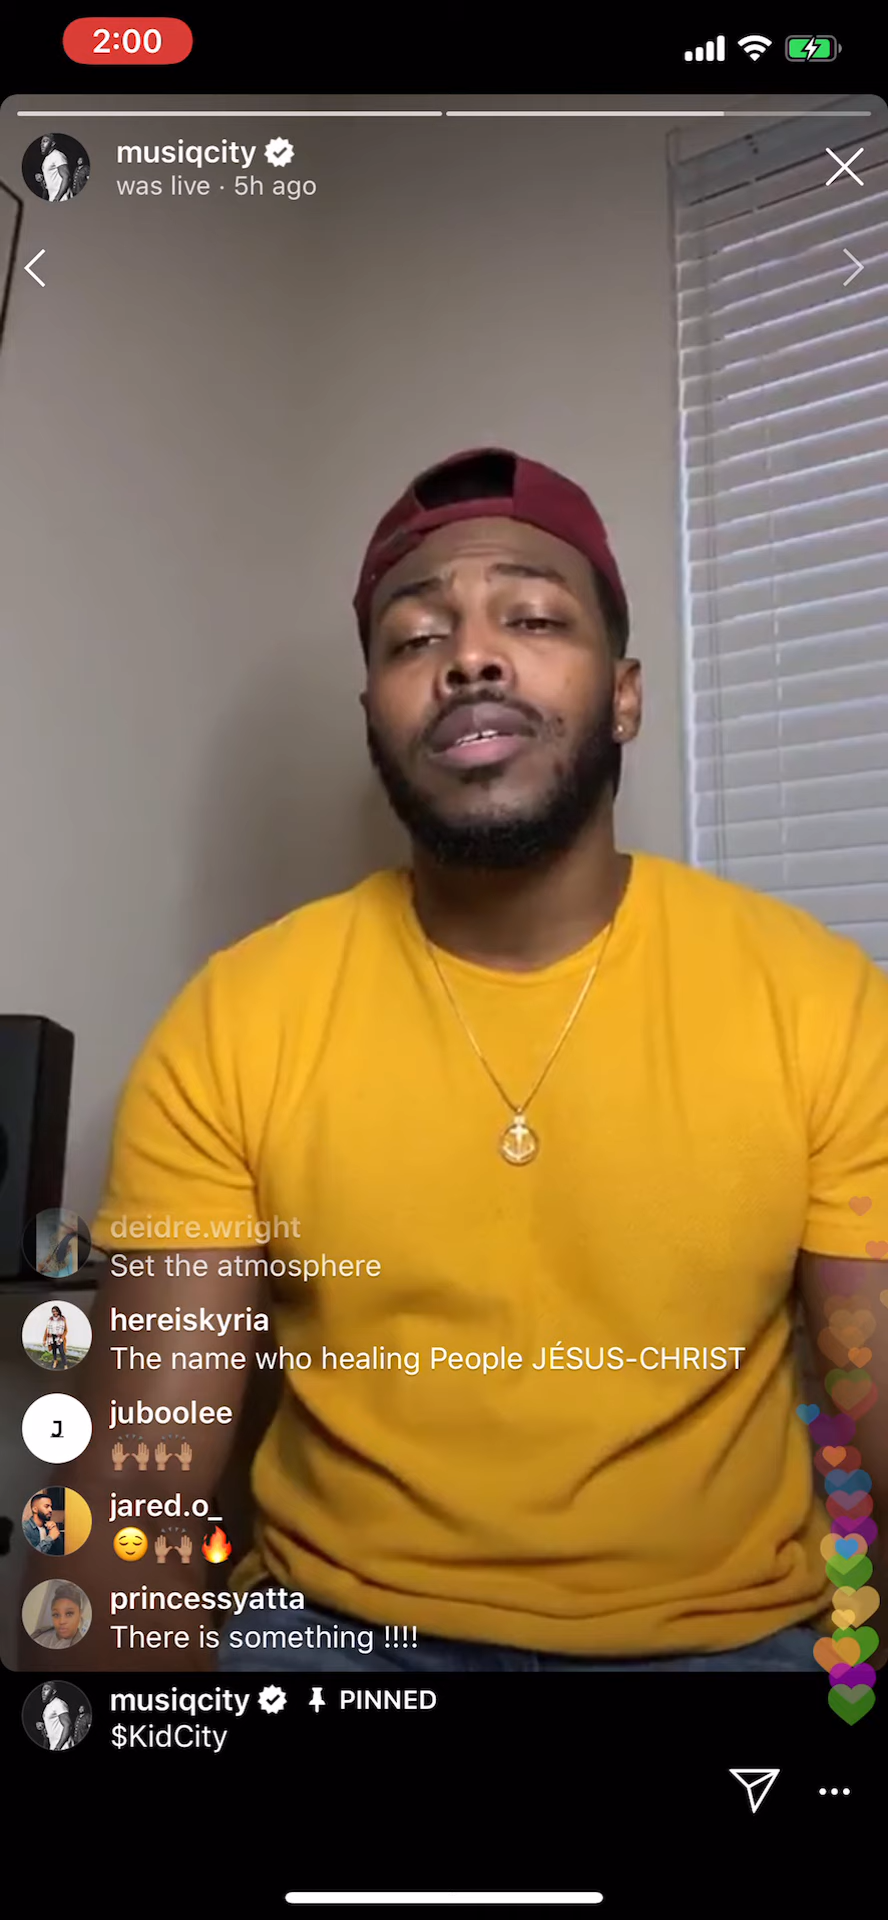 2:00
musiqcity
was live · 5h ago
deidre.wright
Set the atmosphere
hereiskyria
The name who healing People JÉSUS-CHRIST
J
juboolee
🙌🏽🙌🏽
jared.o_
😌🙌🏽🔥
princessyatta
There is something !!!!
musiqcity PINNED
$KidCity